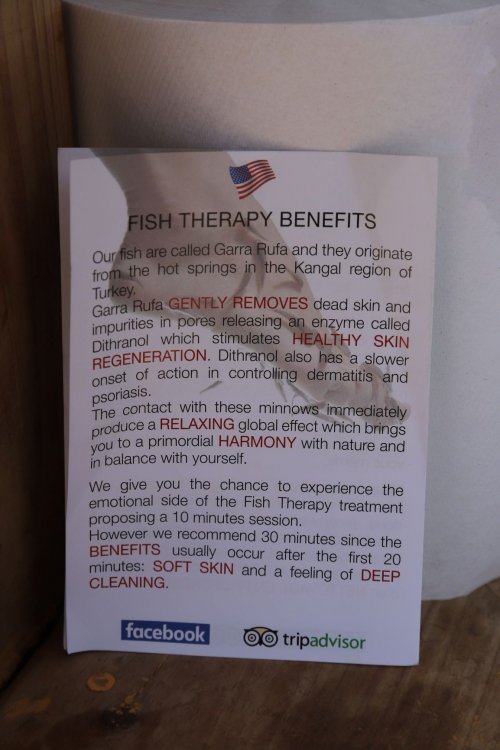 FISH THERAPY BENEFITS
Our fish are called Garra Rufa and they originate
from the hot springs in the Kangal region of
Turkey.
Garra Rufa GENTLY REMOVES dead skin and
impurities in pores releasing an enzyme called
Dithranol which stimulates HEALTHY SKIN
REGENERATION. Dithranol also has a slower
onset of action in controlling dermatitis and
psoriasis.
The contact with these minnows immediately
produce a RELAXING global effect which brings
you to a primordial HARMONY with nature and
in balance with yourself.
We give you the chance to experience the
emotional side of the Fish Therapy treatment
proposing a 10 minutes session.
However we recommend 30 minutes since the
BENEFITS usually occur after the first 20
minutes: SOFT SKIN and a feeling of DEEP
CLEANING.
facebook tripadvisor